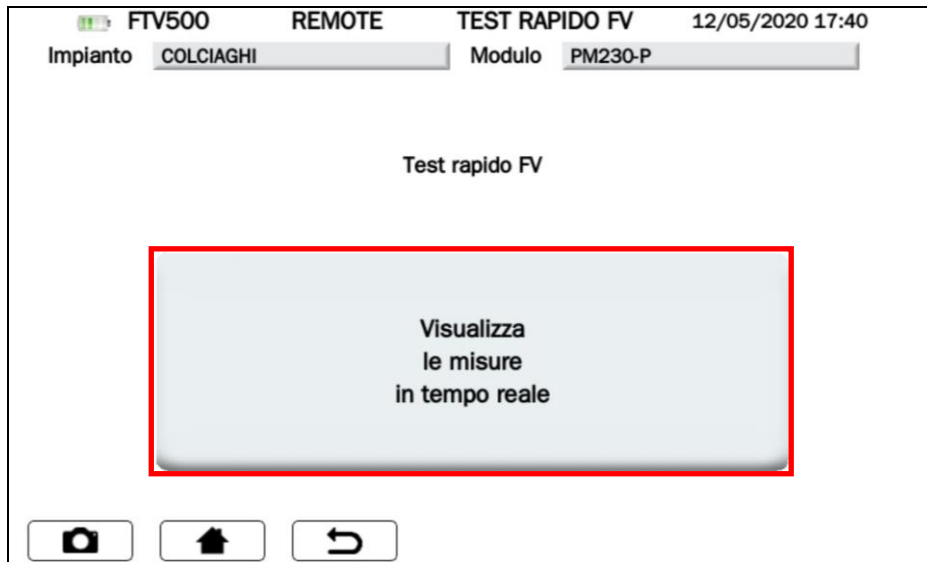 FTV500 REMOTE TEST RAPIDO FV 12/05/2020 17:40
Impianto COLCIAGHI Modulo PM230-P
Test rapido FV
Visualizza
le misure
in tempo reale